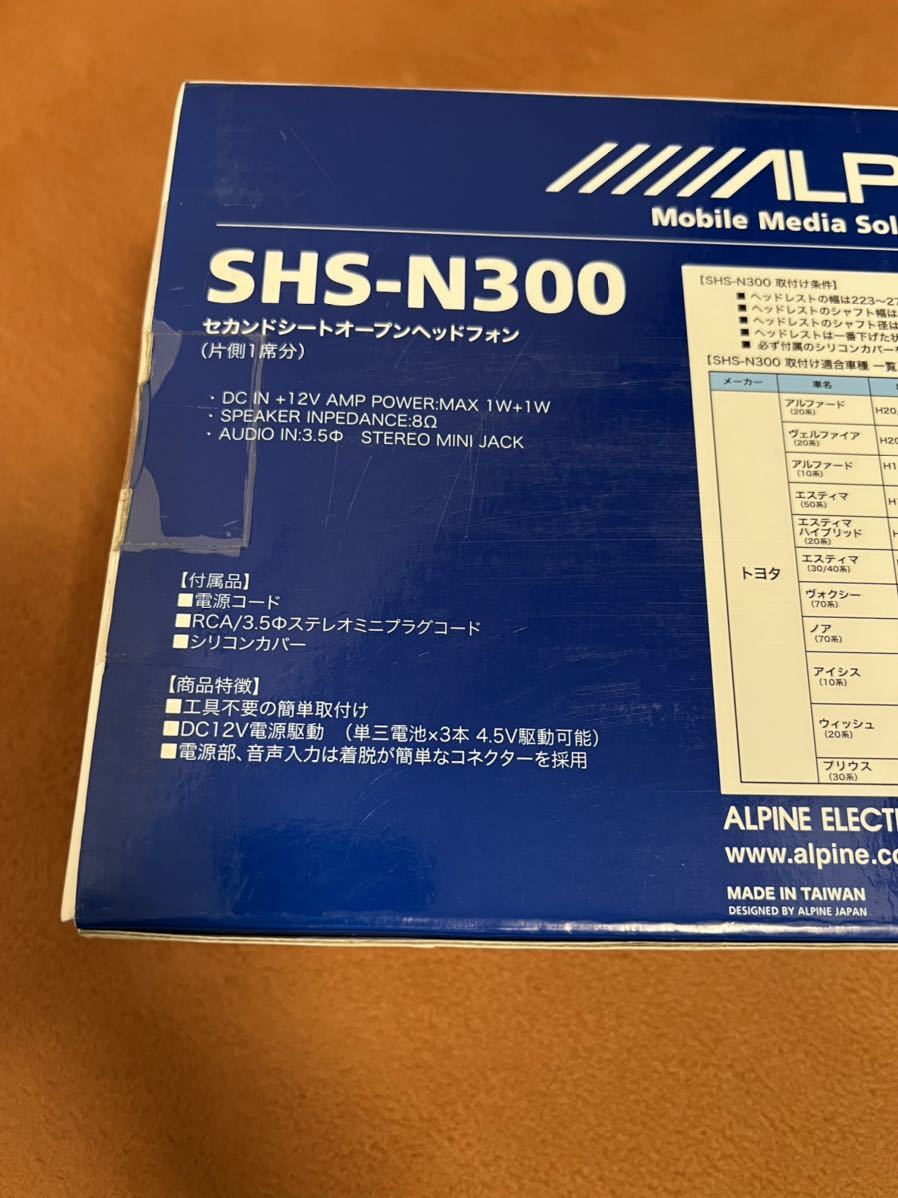 ALP
Mobile Media Sol
SHS-N300
セカンドシートオープンヘッドフォン
(片側1席分)
・DC IN +12V AMP POWER:MAX 1W+1W
・SPEAKER INPEDANCE:8Ω
・AUDIO IN:3.5Φ STEREO MINI JACK
【付属品】
■電源コード
■RCA/3.5Φステレオミニプラグコード
■シリコンカバー
【商品特徴】
■工具不要の簡単取付け
■DC12V電源駆動 (単三電池×3本 4.5V駆動可能)
■電源部、音声入力は着脱が簡単なコネクターを採用
【SHS-N300 取付け条件】
■ ヘッドレストの幅は223〜27
■ ヘッドレストのシャフト幅は
■ ヘッドレストのシャフト径は
■ ヘッドレストは一番下げた状
■ 必ず付属のシリコンカバー
【SHS-N300 取付け適合車種 一覧
メーカー 車名
トヨタ
アルファード (20系) H20
ヴェルファイア (20系) H20
アルファード (10系) H1
エスティマ (50系) H
エスティマ ハイブリッド (20系) H
エスティマ (30/40系)
ヴォクシー (70系)
ノア (70系)
アイシス (10系)
ウィッシュ (20系)
プリウス (30系)
ALPINE ELECT
www.alpine.co
MADE IN TAIWAN
DESIGNED BY ALPINE JAPAN